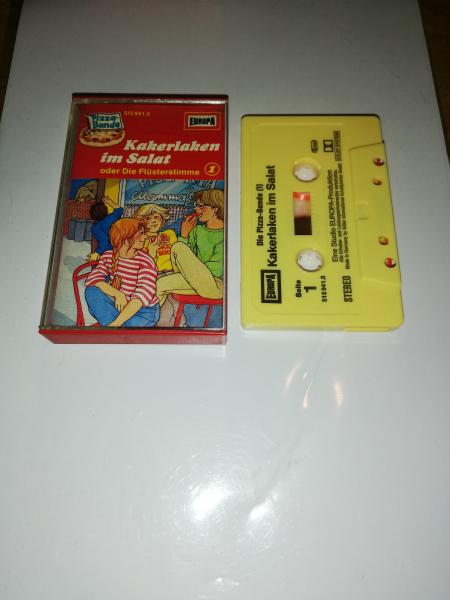 Pizza-
Bande
515 941.5
EUROPA
Kakerlaken
im Salat
oder Die Flüsterstimme 1
Mamma
Die Pizza-Bande (1)
Kakerlaken im Salat
EUROPA
Seite
1
515 941.5
Eine Studio EUROPA-Produktion
STEREO